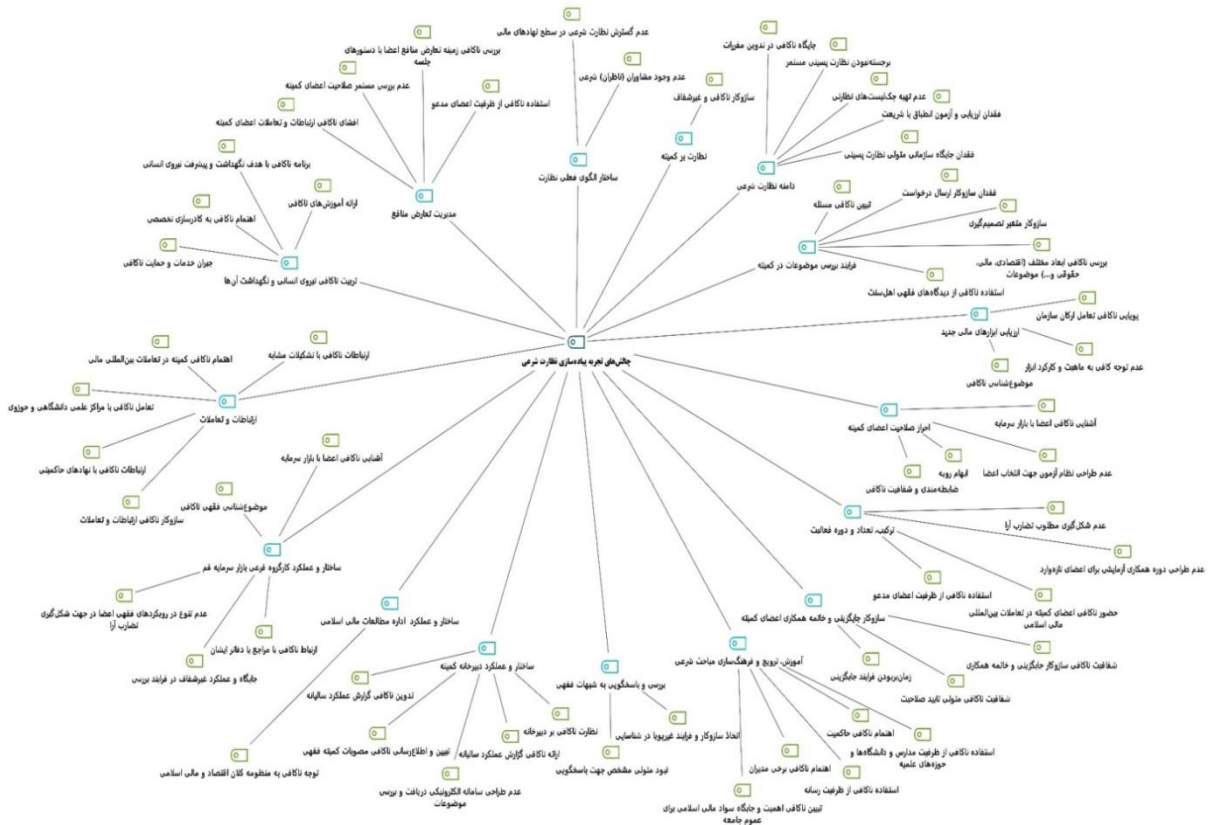 عدم گسترش نظارت شرعی در سطح نهادهای مالی
عدم وجود مشاوران (ناظران) شرعی
ساختار الگوی فعلی نظارت
سازوکار ناکافی و غیرشفاف
نظارت بر کمیته
جایگاه ناکافی در تدوین مقررات
برجسته‌نبودن نظارت پسینی مستمر
عدم تهیه چک‌لیست‌های نظارتی
فقدان ارزیابی و آزمون انطباق با شریعت
فقدان جایگاه سازمانی متولی نظارت پسینی
دامنه نظارت شرعی
فقدان سازوکار ارسال درخواست
تبیین ناکافی مسئله
سازوکار متغیر تصمیم‌گیری
بررسی ناکافی ابعاد مختلف (اقتصادی، مالی،
حقوقی و...) موضوعات
استفاده ناکافی از دیدگاه‌های فقهی اهل‌سنت
فرایند بررسی موضوعات در کمیته
پویایی ناکافی تعامل ارکان سازمان
ارزیابی ابزارهای مالی جدید
عدم توجه کافی به ماهیت و کارکرد ابزار
موضوع‌شناسی ناکافی
بررسی ناکافی زمینه تعارض منافع اعضا با دستورهای
جلسه
عدم بررسی مستمر صلاحیت اعضای کمیته
استفاده ناکافی از ظرفیت اعضای مدعو
افشای ناکافی ارتباطات و تعاملات اعضای کمیته
مدیریت تعارض منافع
برنامه ناکافی با هدف نگهداشت و پیشرفت نیروی انسانی
ارائه آموزش‌های ناکافی
اهتمام ناکافی به کادرسازی تخصصی
جبران خدمات و حمایت ناکافی
تربیت ناکافی نیروی انسانی و نگهداشت آن‌ها
چالش‌های تجربه پیاده‌سازی نظارت شرعی
ارتباطات ناکافی با تشکیلات مشابه
اهتمام ناکافی کمیته در تعاملات بین‌المللی مالی
تعامل ناکافی با مراکز علمی دانشگاهی و حوزوی
ارتباطات و تعاملات
ارتباطات ناکافی با نهادهای حاکمیتی
سازوکار ناکافی ارتباطات و تعاملات
آشنایی ناکافی اعضا با بازار سرمایه
احراز صلاحیت اعضای کمیته
عدم طراحی نظام آزمون جهت انتخاب اعضا
ابهام رویه
ضابطه‌مندی و شفافیت ناکافی
عدم شکل‌گیری مطلوب تضارب آرا
ترکیب، تعداد و دوره فعالیت
عدم طراحی دوره همکاری آزمایشی برای اعضای تازه‌وارد
استفاده ناکافی از ظرفیت اعضای مدعو
حضور ناکافی اعضای کمیته در تعاملات بین‌المللی
مالی اسلامی
سازوکار جایگزینی و خاتمه همکاری اعضای کمیته
شفافیت ناکافی سازوکار جایگزینی و خاتمه همکاری
زمان‌بربودن فرایند جایگزینی
شفافیت ناکافی متولی تایید صلاحیت
آشنایی ناکافی اعضا با بازار سرمایه
موضوع‌شناسی فقهی ناکافی
ساختار و عملکرد کارگروه فرعی بازار سرمایه قم
عدم تنوع در رویکردهای فقهی اعضا در جهت شکل‌گیری
تضارب آرا
ارتباط ناکافی با مراجع یا دفاتر ایشان
جایگاه و عملکرد غیرشفاف در فرایند بررسی
ساختار و عملکرد اداره مطالعات مالی اسلامی
توجه ناکافی به منظومه کلان اقتصاد و مالی اسلامی
ساختار و عملکرد دبیرخانه کمیته
تدوین ناکافی گزارش عملکرد سالیانه
نظارت ناکافی بر دبیرخانه
تبیین و اطلاع‌رسانی ناکافی مصوبات کمیته فقهی
ارائه ناکافی گزارش عملکرد سالیانه
عدم طراحی سامانه الکترونیکی دریافت و بررسی
موضوعات
بررسی و پاسخگویی به شبهات فقهی
اتخاذ سازوکار و فرایند غیرپویا در شناسایی
نبود متولی مشخص جهت پاسخگویی
آموزش، ترویج و فرهنگ‌سازی مباحث شرعی
اهتمام ناکافی حاکمیت
استفاده ناکافی از ظرفیت مدارس و دانشگاه‌ها و
حوزه‌های علمیه
اهتمام ناکافی برخی مدیران
استفاده ناکافی از ظرفیت رسانه
تبیین ناکافی اهمیت و جایگاه سواد مالی اسلامی برای
عموم جامعه